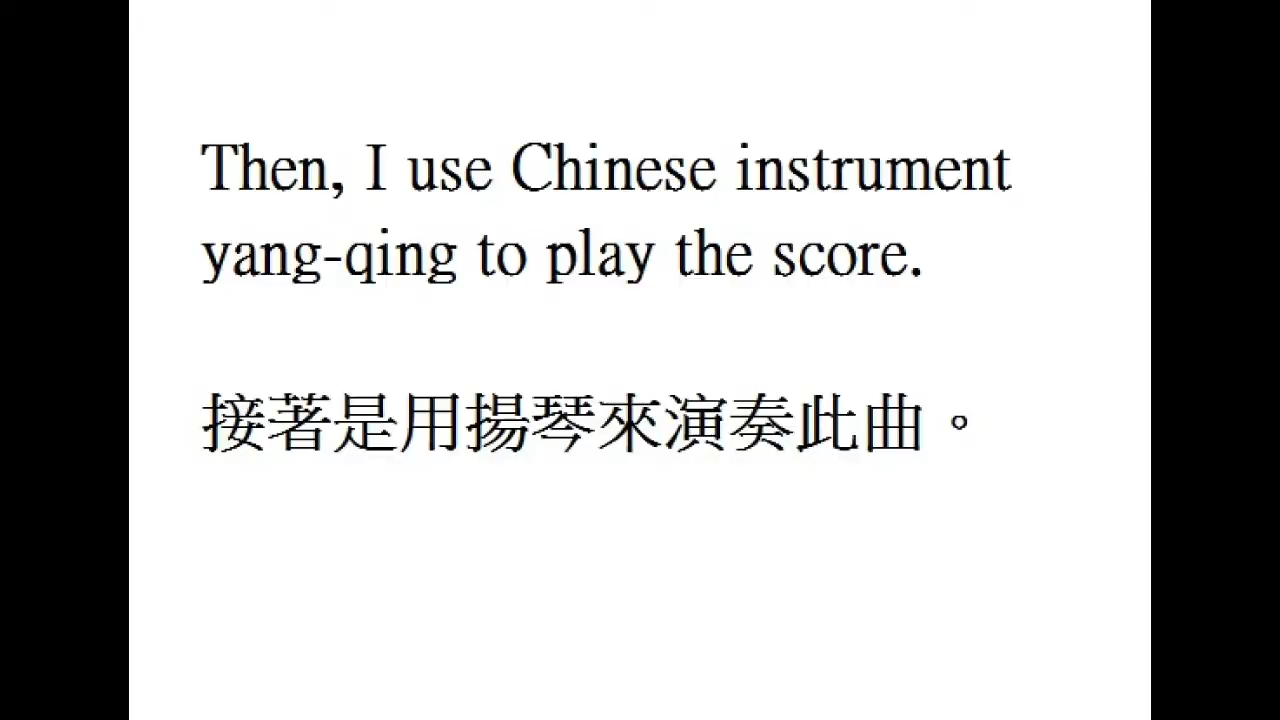 Then, I use Chinese instrument
yang-qing to play the score.
接著是用揚琴來演奏此曲。